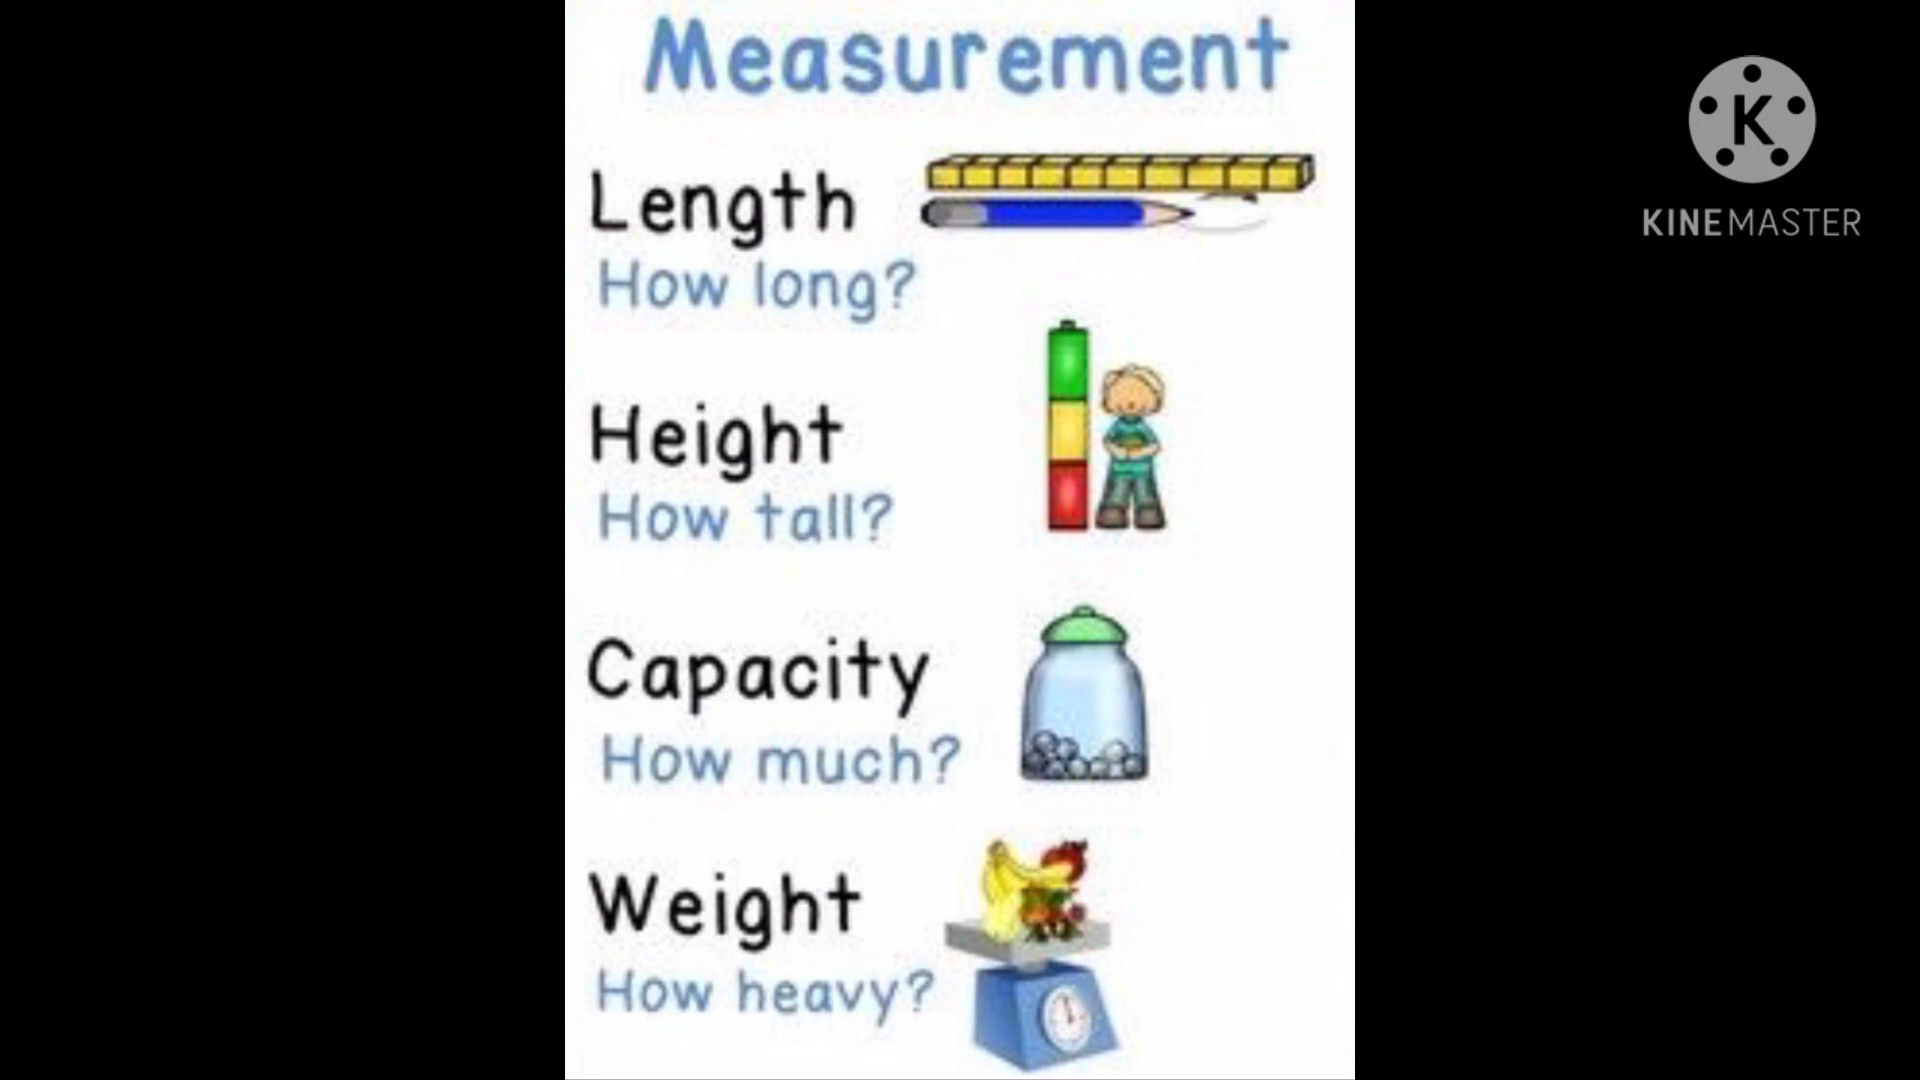 Measurement
Length
How long?
Height
How tall?
Capacity
How much?
Weight
How heavy?
K
KINEMASTER